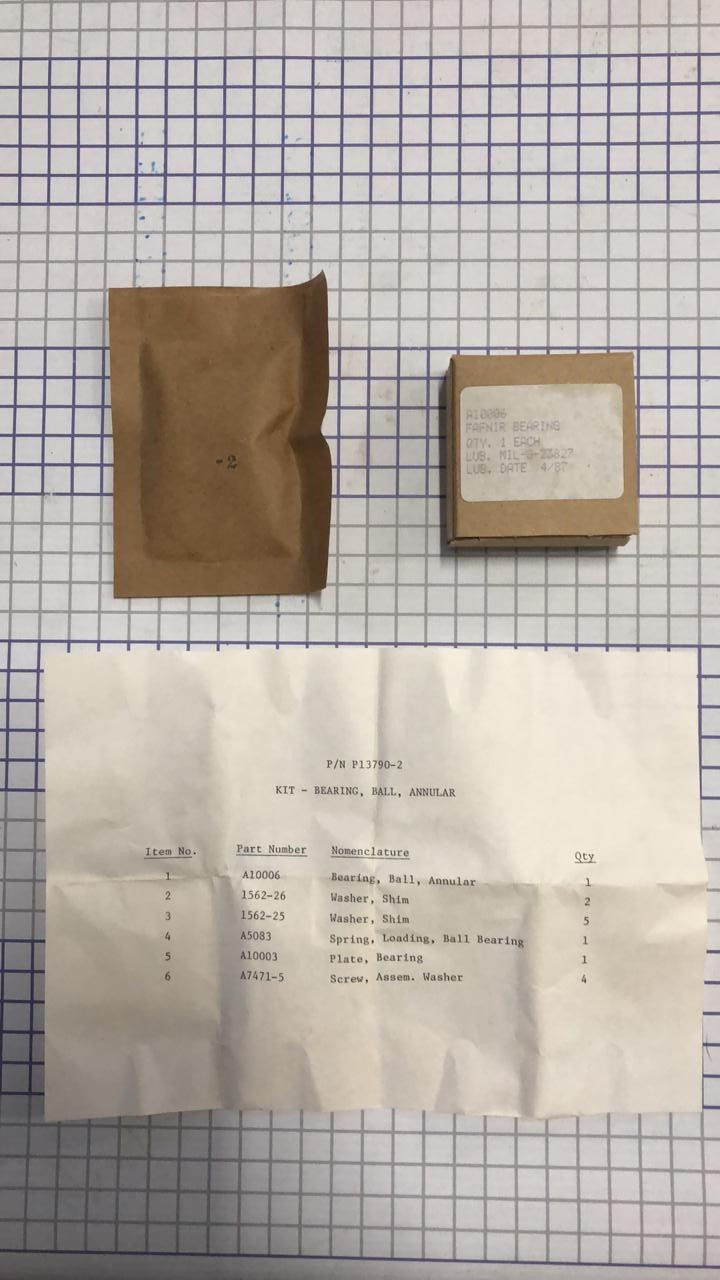 -2
A10006
FAFNIR BEARING
QTY. 1 EACH
LUB. MIL-G-23827
LUB. DATE 4/87
P/N P13790-2
KIT - BEARING, BALL, ANNULAR
Item No. Part Number Nomenclature Qty
1 A10006 Bearing, Ball, Annular 1
2 1562-26 Washer, Shim 2
3 1562-25 Washer, Shim 5
4 A5083 Spring, Loading, Ball Bearing 1
5 A10003 Plate, Bearing 1
6 A7471-5 Screw, Assem. Washer 4